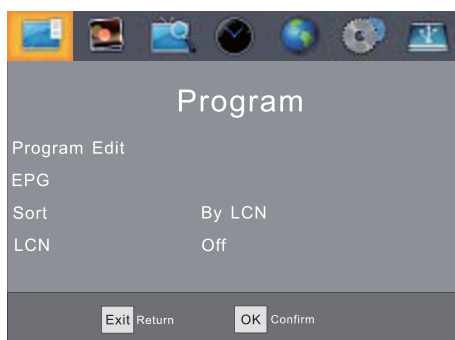 Program
Program Edit
EPG
Sort By LCN
LCN Off
Exit Return OK Confirm